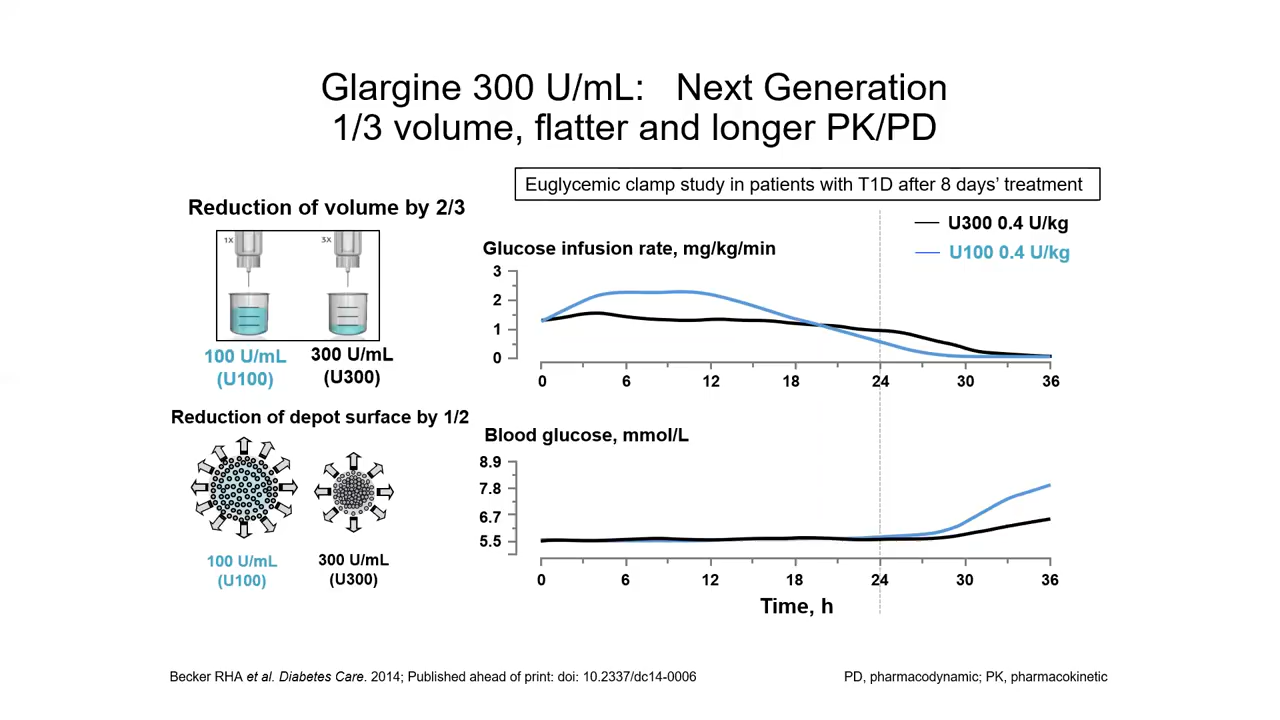 Glargine 300 U/mL: Next Generation
1/3 volume, flatter and longer PK/PD
Reduction of volume by 2/3
1X 3X
100 U/mL
(U100)
300 U/mL
(U300)
Reduction of depot surface by 1/2
100 U/mL
(U100)
300 U/mL
(U300)
Euglycemic clamp study in patients with T1D after 8 days’ treatment
U300 0.4 U/kg
U100 0.4 U/kg
Glucose infusion rate, mg/kg/min
3
2
1
0
0 6 12 18 24 30 36
Blood glucose, mmol/L
8.9
7.8
6.7
5.5
0 6 12 18 24 30 36
Time, h
Becker RHA et al. Diabetes Care. 2014; Published ahead of print: doi: 10.2337/dc14-0006
PD, pharmacodynamic; PK, pharmacokinetic